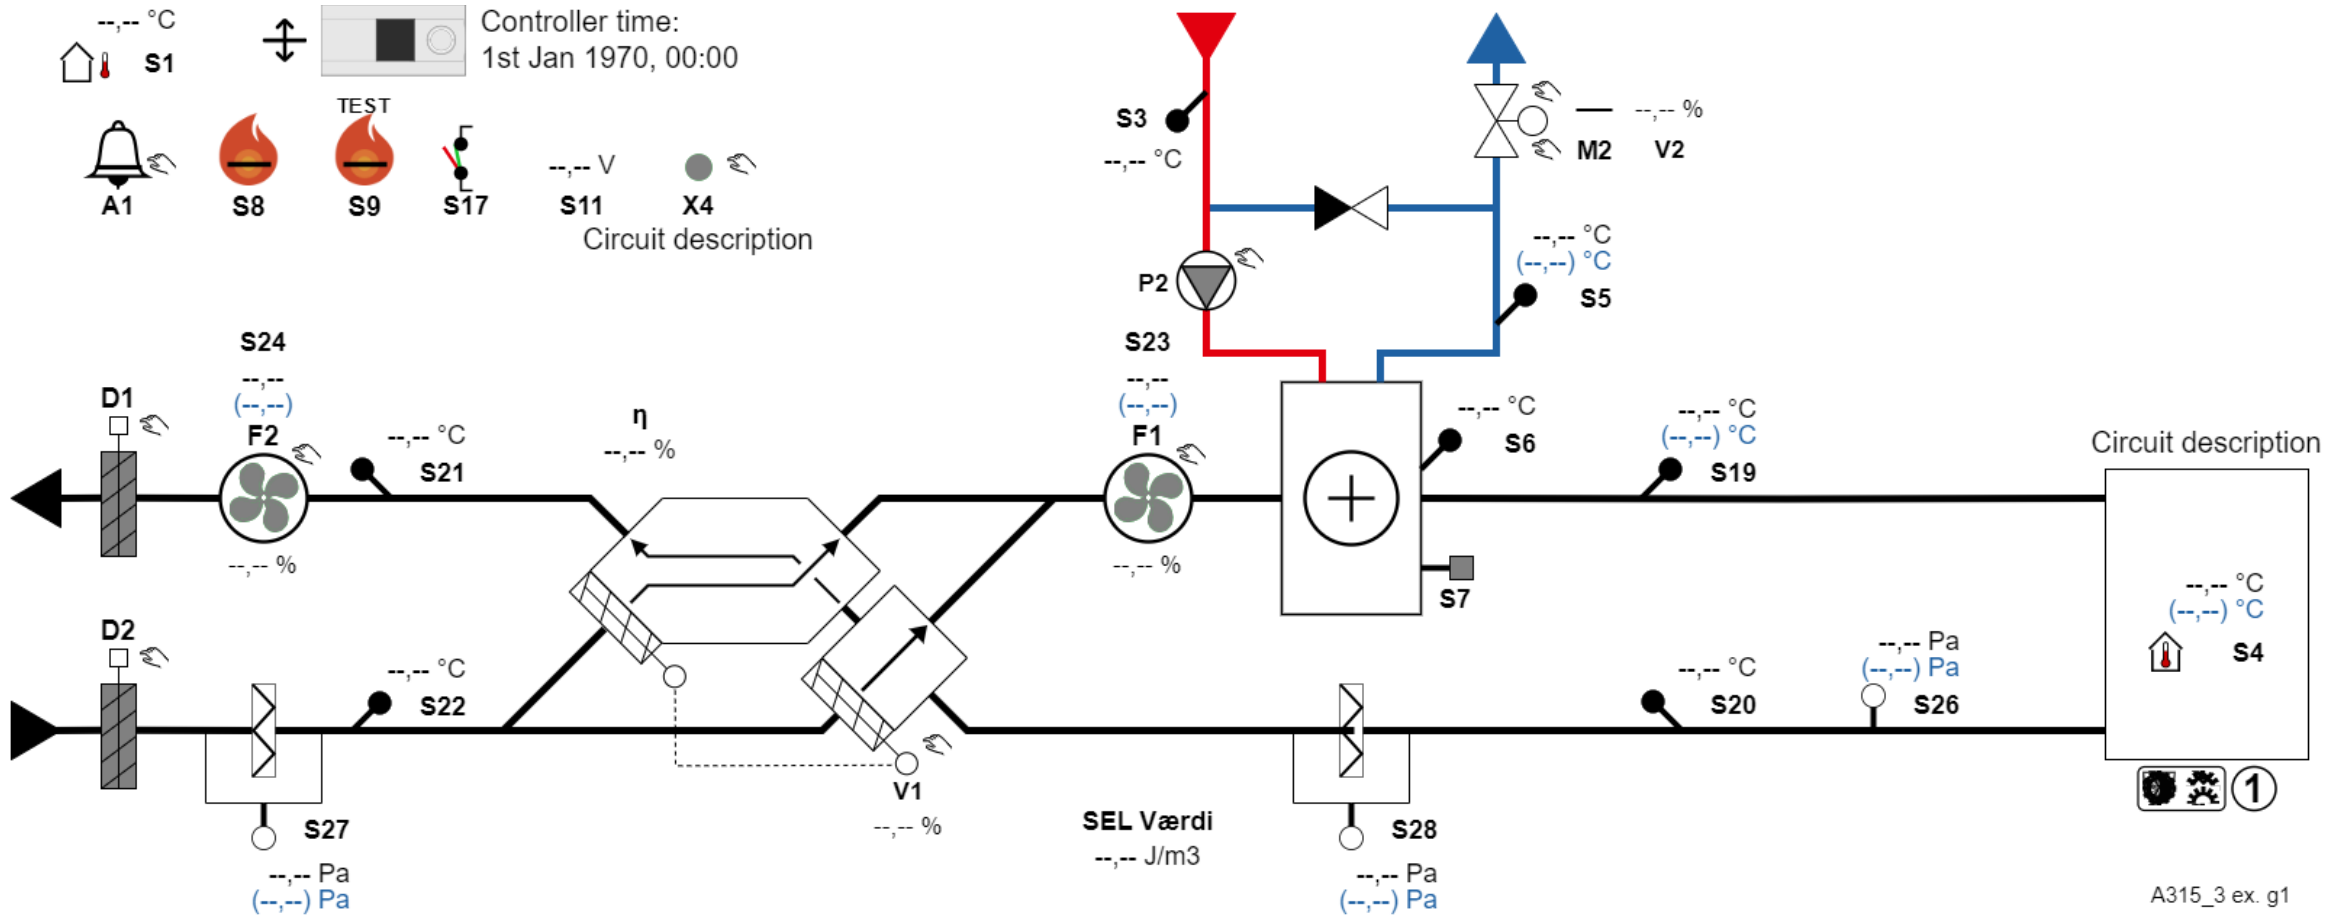 --,-- °C
S1
Controller time:
1st Jan 1970, 00:00
TEST
A1
S8
S9
S17
--,-- V
S11
X4
Circuit description
S3
--,-- °C
--,-- %
M2
V2
--,-- °C
(--,--) °C
S5
P2
S24
--,--
(--,--)
F2
--,-- %
D1
--,-- °C
S21
η
--,-- %
S23
--,--
(--,--)
F1
--,-- %
--,-- °C
S6
S7
--,-- °C
(--,--) °C
S19
Circuit description
--,-- °C
(--,--) °C
S4
1
D2
--,-- °C
S22
S27
--,-- Pa
(--,--) Pa
V1
--,-- %
SEL Værdi
--,-- J/m3
S28
--,-- Pa
(--,--) Pa
--,-- °C
S20
--,-- Pa
(--,--) Pa
S26
A315_3 ex. g1